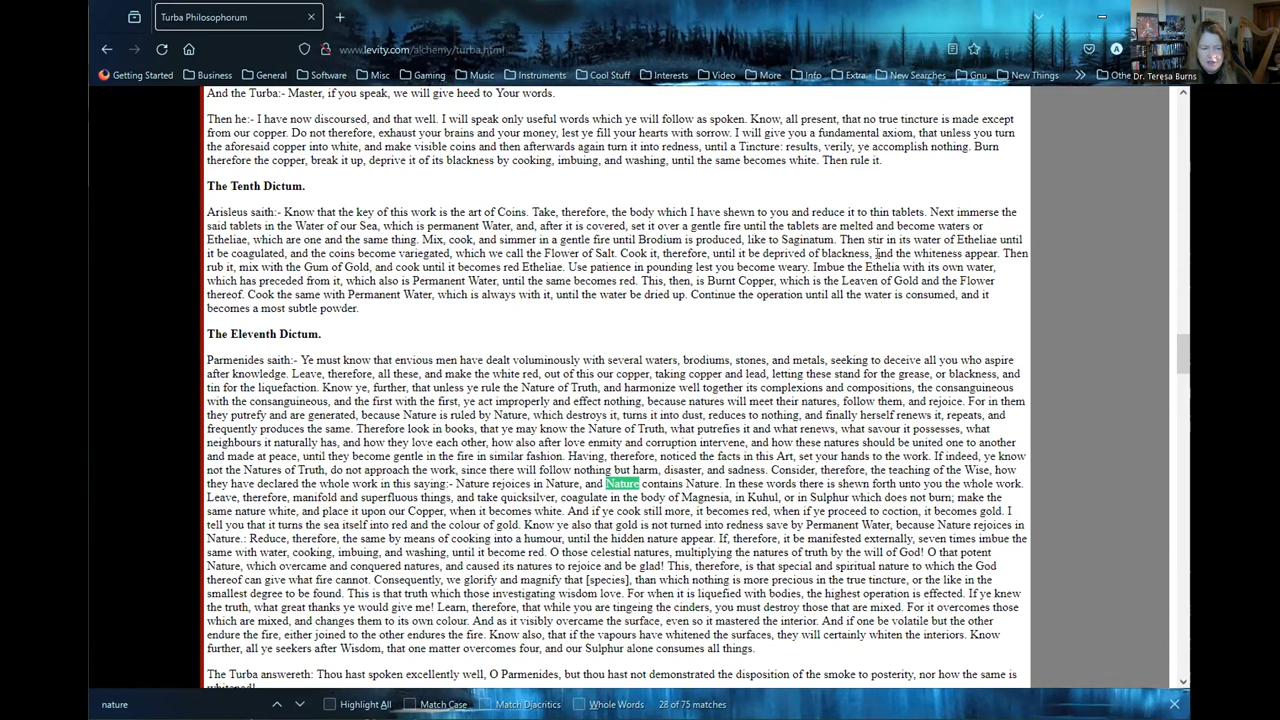 Turba Philosophorum
www.levity.com/alchemy/turba.html
Getting Started Business General Software Misc Gaming Music Instruments Cool Stuff Interests Video More Info Extra New Searches Gnu New Things Othe
Dr. Teresa Burns
And the Turba:- Master, if you speak, we will give heed to Your words.
Then he:- I have now discoursed, and that well. I will speak only useful words which ye will follow as spoken. Know, all present, that no true tincture is made except
from our copper. Do not therefore, exhaust your brains and your money, lest ye fill your hearts with sorrow. I will give you a fundamental axiom, that unless you turn
the aforesaid copper into white, and make visible coins and then afterwards again turn it into redness, until a Tincture: results, verily, ye accomplish nothing. Burn
therefore the copper, break it up, deprive it of its blackness by cooking, imbuing, and washing, until the same becomes white. Then rule it.
The Tenth Dictum.
Arisleus saith:- Know that the key of this work is the art of Coins. Take, therefore, the body which I have shewn to you and reduce it to thin tablets. Next immerse the
said tablets in the Water of our Sea, which is permanent Water, and, after it is covered, set it over a gentle fire until the tablets are melted and become waters or
Etheliae, which are one and the same thing. Mix, cook, and simmer in a gentle fire until Brodium is produced, like to Saginatum. Then stir in its water of Etheliae until
it be coagulated, and the coins become variegated, which we call the Flower of Salt. Cook it, therefore, until it be deprived of blackness, and the whiteness appear. Then
rub it, mix with the Gum of Gold, and cook until it becomes red Etheliae. Use patience in pounding lest you become weary. Imbue the Ethelia with its own water,
which has preceded from it, which also is Permanent Water, until the same becomes red. This, then, is Burnt Copper, which is the Leaven of Gold and the Flower
thereof. Cook the same with Permanent Water, which is always with it, until the water be dried up. Continue the operation until all the water is consumed, and it
becomes a most subtle powder.
The Eleventh Dictum.
Parmenides saith:- Ye must know that envious men have dealt voluminously with several waters, brodiums, stones, and metals, seeking to deceive all you who aspire
after knowledge. Leave, therefore, all these, and make the white red, out of this our copper, taking copper and lead, letting these stand for the grease, or blackness, and
tin for the liquefaction. Know ye, further, that unless ye rule the Nature of Truth, and harmonize well together its complexions and compositions, the consanguineous
with the consanguineous, and the first with the first, ye act improperly and effect nothing, because natures will meet their natures, follow them, and rejoice. For in them
they putrefy and are generated, because Nature is ruled by Nature, which destroys it, turns it into dust, reduces to nothing, and finally herself renews it, repeats, and
frequently produces the same. Therefore look in books, that ye may know the Nature of Truth, what putrefies it and what renews, what savour it possesses, what
neighbours it naturally has, and how they love each other, how also after love enmity and corruption intervene, and how these natures should be united one to another
and made at peace, until they become gentle in the fire in similar fashion. Having, therefore, noticed the facts in this Art, set your hands to the work. If indeed, ye know
not the Natures of Truth, do not approach the work, since there will follow nothing but harm, disaster, and sadness. Consider, therefore, the teaching of the Wise, how
they have declared the whole work in this saying:- Nature rejoices in Nature, and Nature contains Nature. In these words there is shewn forth unto you the whole work.
Leave, therefore, manifold and superfluous things, and take quicksilver, coagulate in the body of Magnesia, in Kuhul, or in Sulphur which does not burn; make the
same nature white, and place it upon our Copper, when it becomes white. And if ye cook still more, it becomes red, when if ye proceed to coction, it becomes gold. I
tell you that it turns the sea itself into red and the colour of gold. Know ye also that gold is not turned into redness save by Permanent Water, because Nature rejoices in
Nature.: Reduce, therefore, the same by means of cooking into a humour, until the hidden nature appear. If, therefore, it be manifested externally, seven times imbue the
same with water, cooking, imbuing, and washing, until it become red. O those celestial natures, multiplying the natures of truth by the will of God! O that potent
Nature, which overcame and conquered natures, and caused its natures to rejoice and be glad! This, therefore, is that special and spiritual nature to which the God
thereof can give what fire cannot. Consequently, we glorify and magnify that [species], than which nothing is more precious in the true tincture, or the like in the
smallest degree to be found. This is that truth which those investigating wisdom love. For when it is liquefied with bodies, the highest operation is effected. If ye knew
the truth, what great thanks ye would give me! Learn, therefore, that while you are tingeing the cinders, you must destroy those that are mixed. For it overcomes those
which are mixed, and changes them to its own colour. And as it visibly overcame the surface, even so it mastered the interior. And if one be volatile but the other
endure the fire, either joined to the other endures the fire. Know also, that if the vapours have whitened the surfaces, they will certainly whiten the interiors. Know
further, all ye seekers after Wisdom, that one matter overcomes four, and our Sulphur alone consumes all things.
The Turba answereth: Thou hast spoken excellently well, O Parmenides, but thou hast not demonstrated the disposition of the smoke to posterity, nor how the same is
whitened!
nature Highlight All Match Case Match Diacritics Whole Words 28 of 75 matches